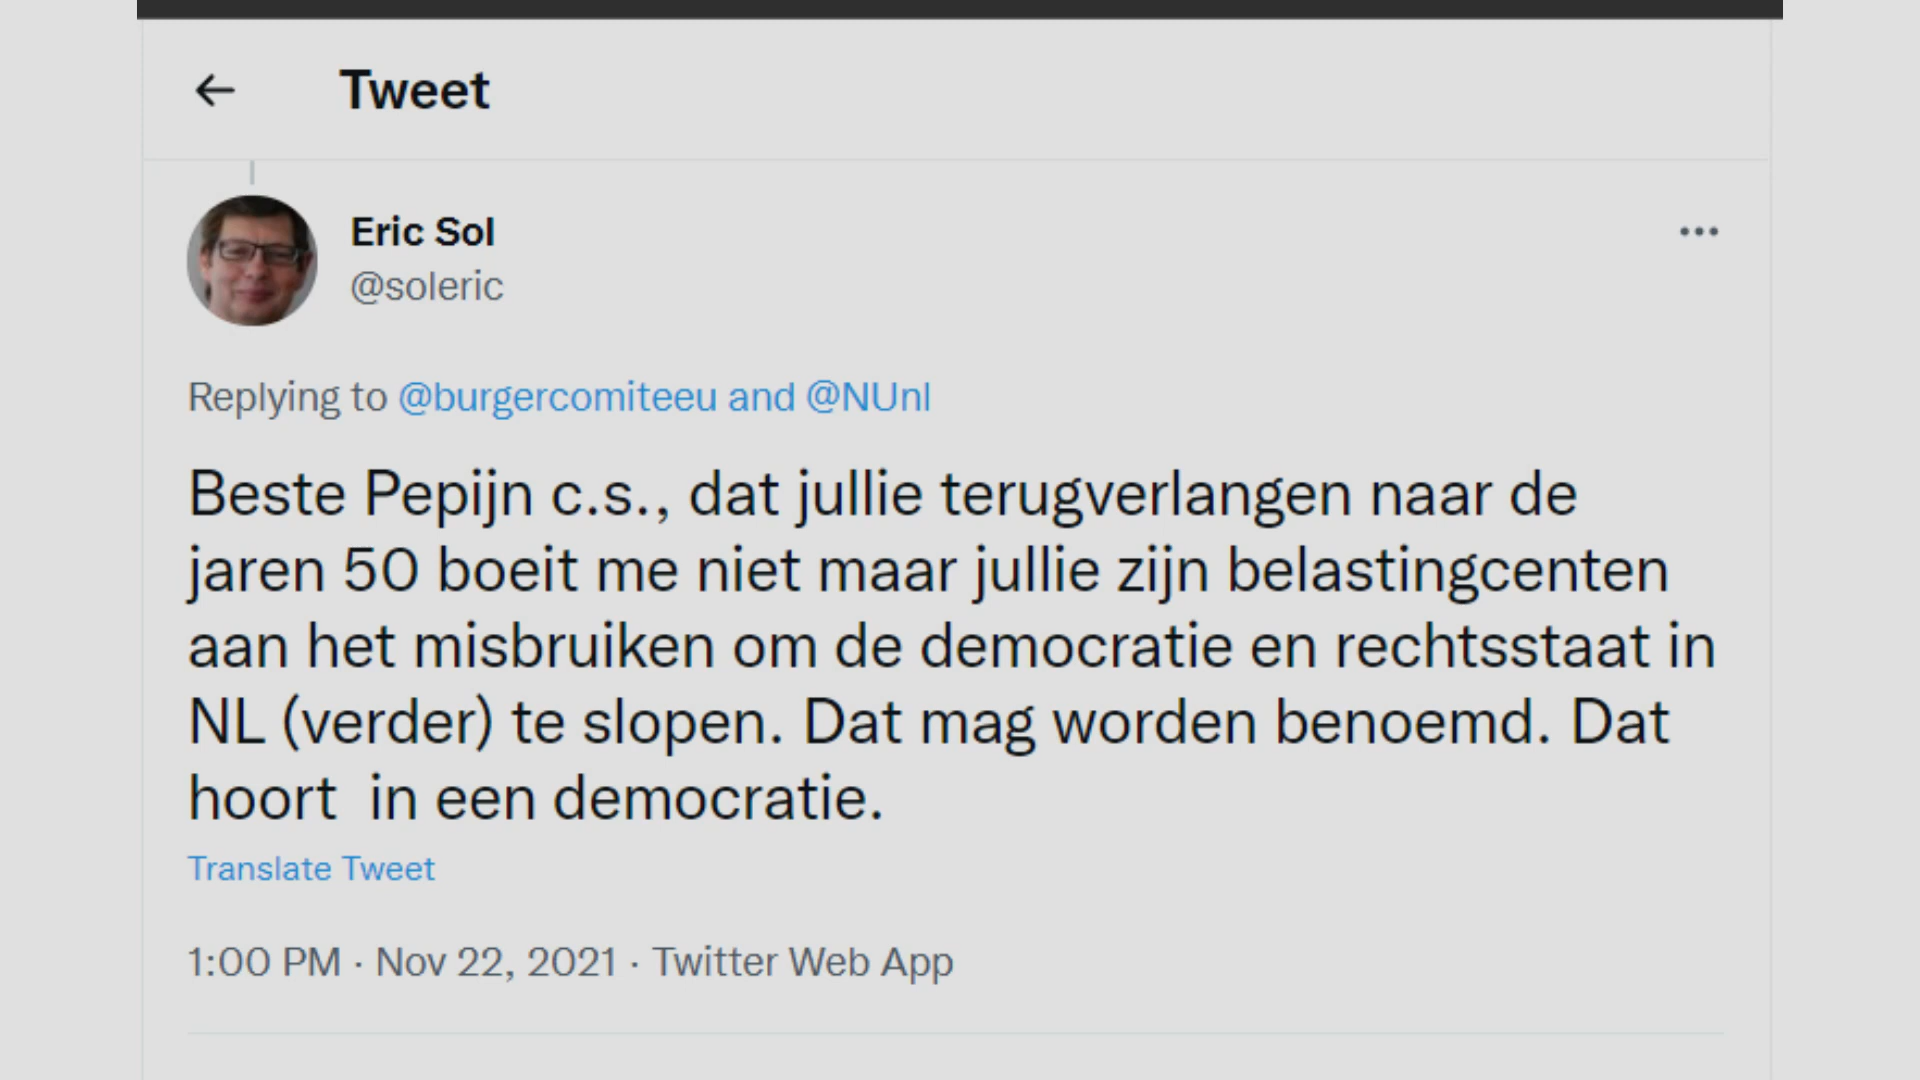 Tweet
Eric Sol
@soleric
Replying to @burgercomiteeu and @NUnl
Beste Pepijn c.s., dat jullie terugverlangen naar de
jaren 50 boeit me niet maar jullie zijn belastingcenten
aan het misbruiken om de democratie en rechtsstaat in
NL (verder) te slopen. Dat mag worden benoemd. Dat
hoort  in een democratie.
Translate Tweet
1:00 PM · Nov 22, 2021 · Twitter Web App